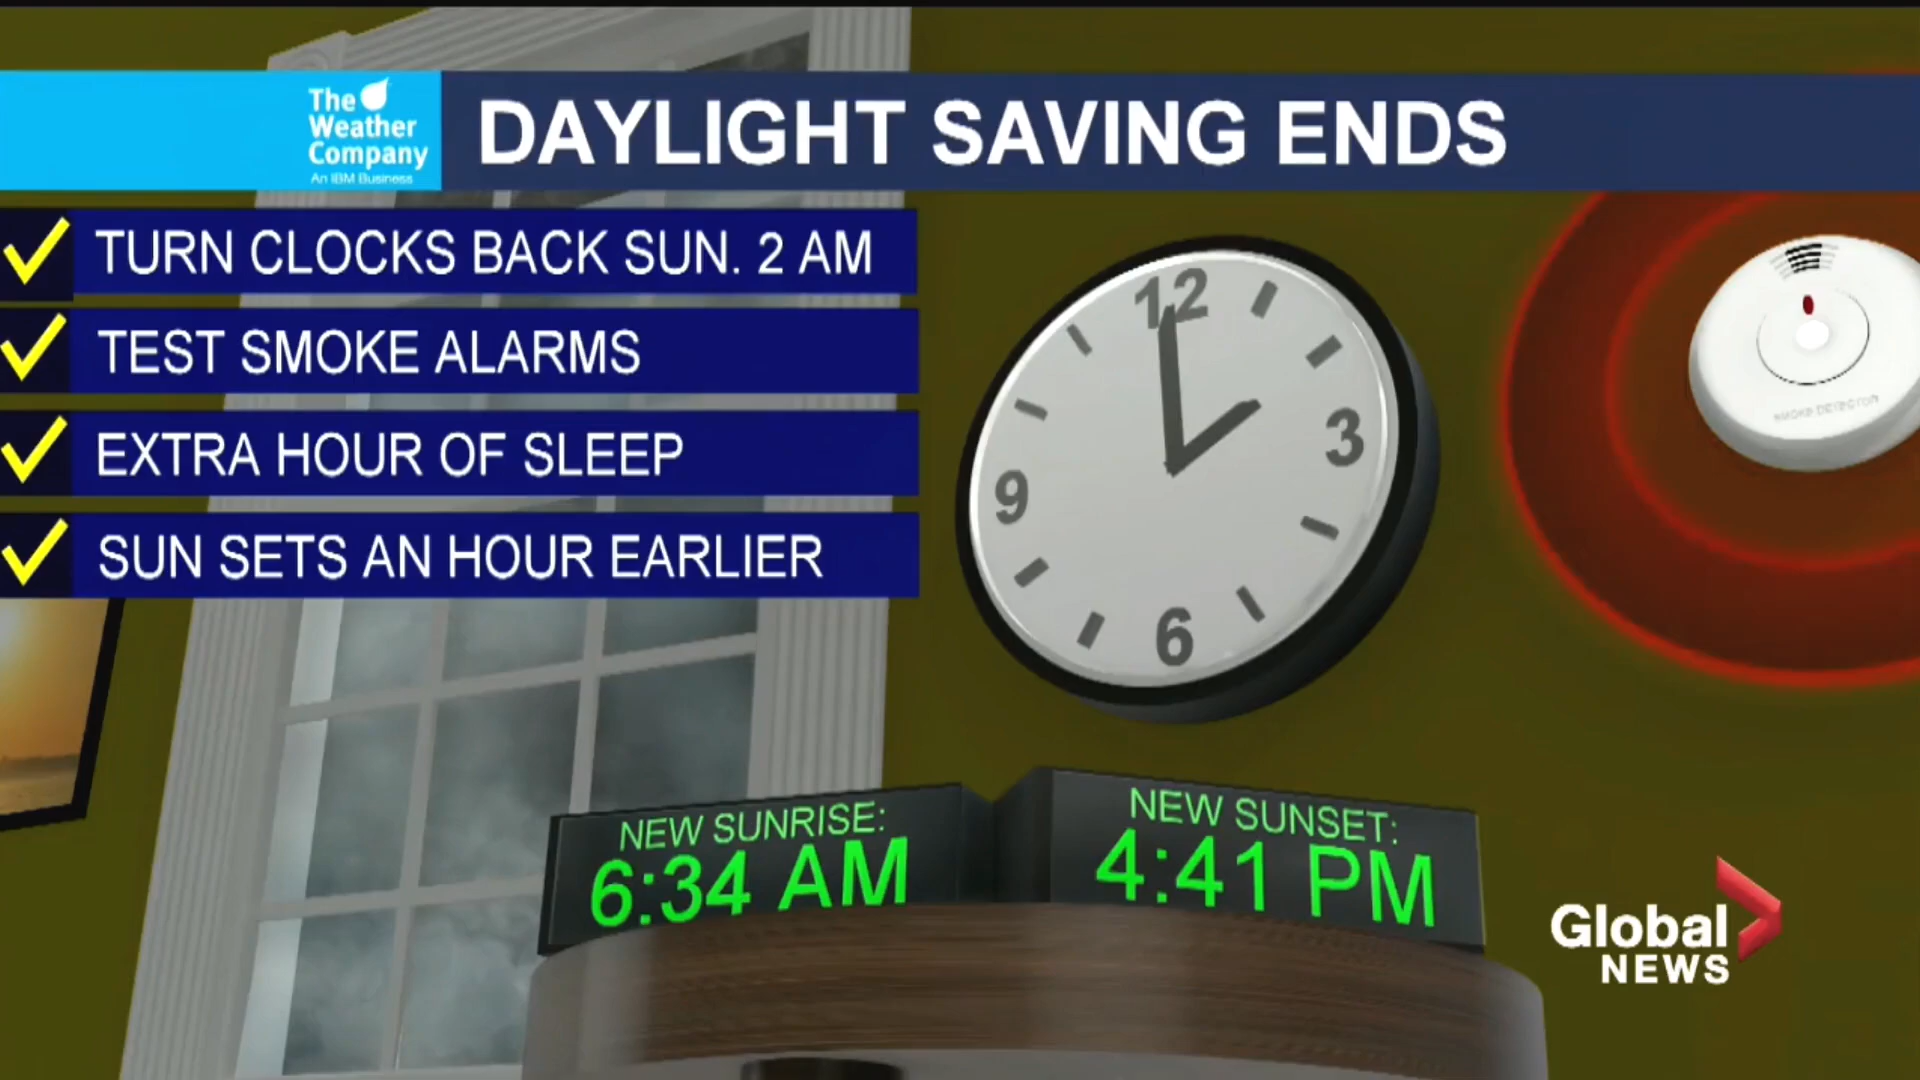 The
Weather
Company
An IBM Business
DAYLIGHT SAVING ENDS
TURN CLOCKS BACK SUN. 2 AM
TEST SMOKE ALARMS
EXTRA HOUR OF SLEEP
SUN SETS AN HOUR EARLIER
12
3
9
6
SMOKE DETECTOR
NEW SUNRISE:
6:34 AM
NEW SUNSET:
4:41 PM
Global
NEWS